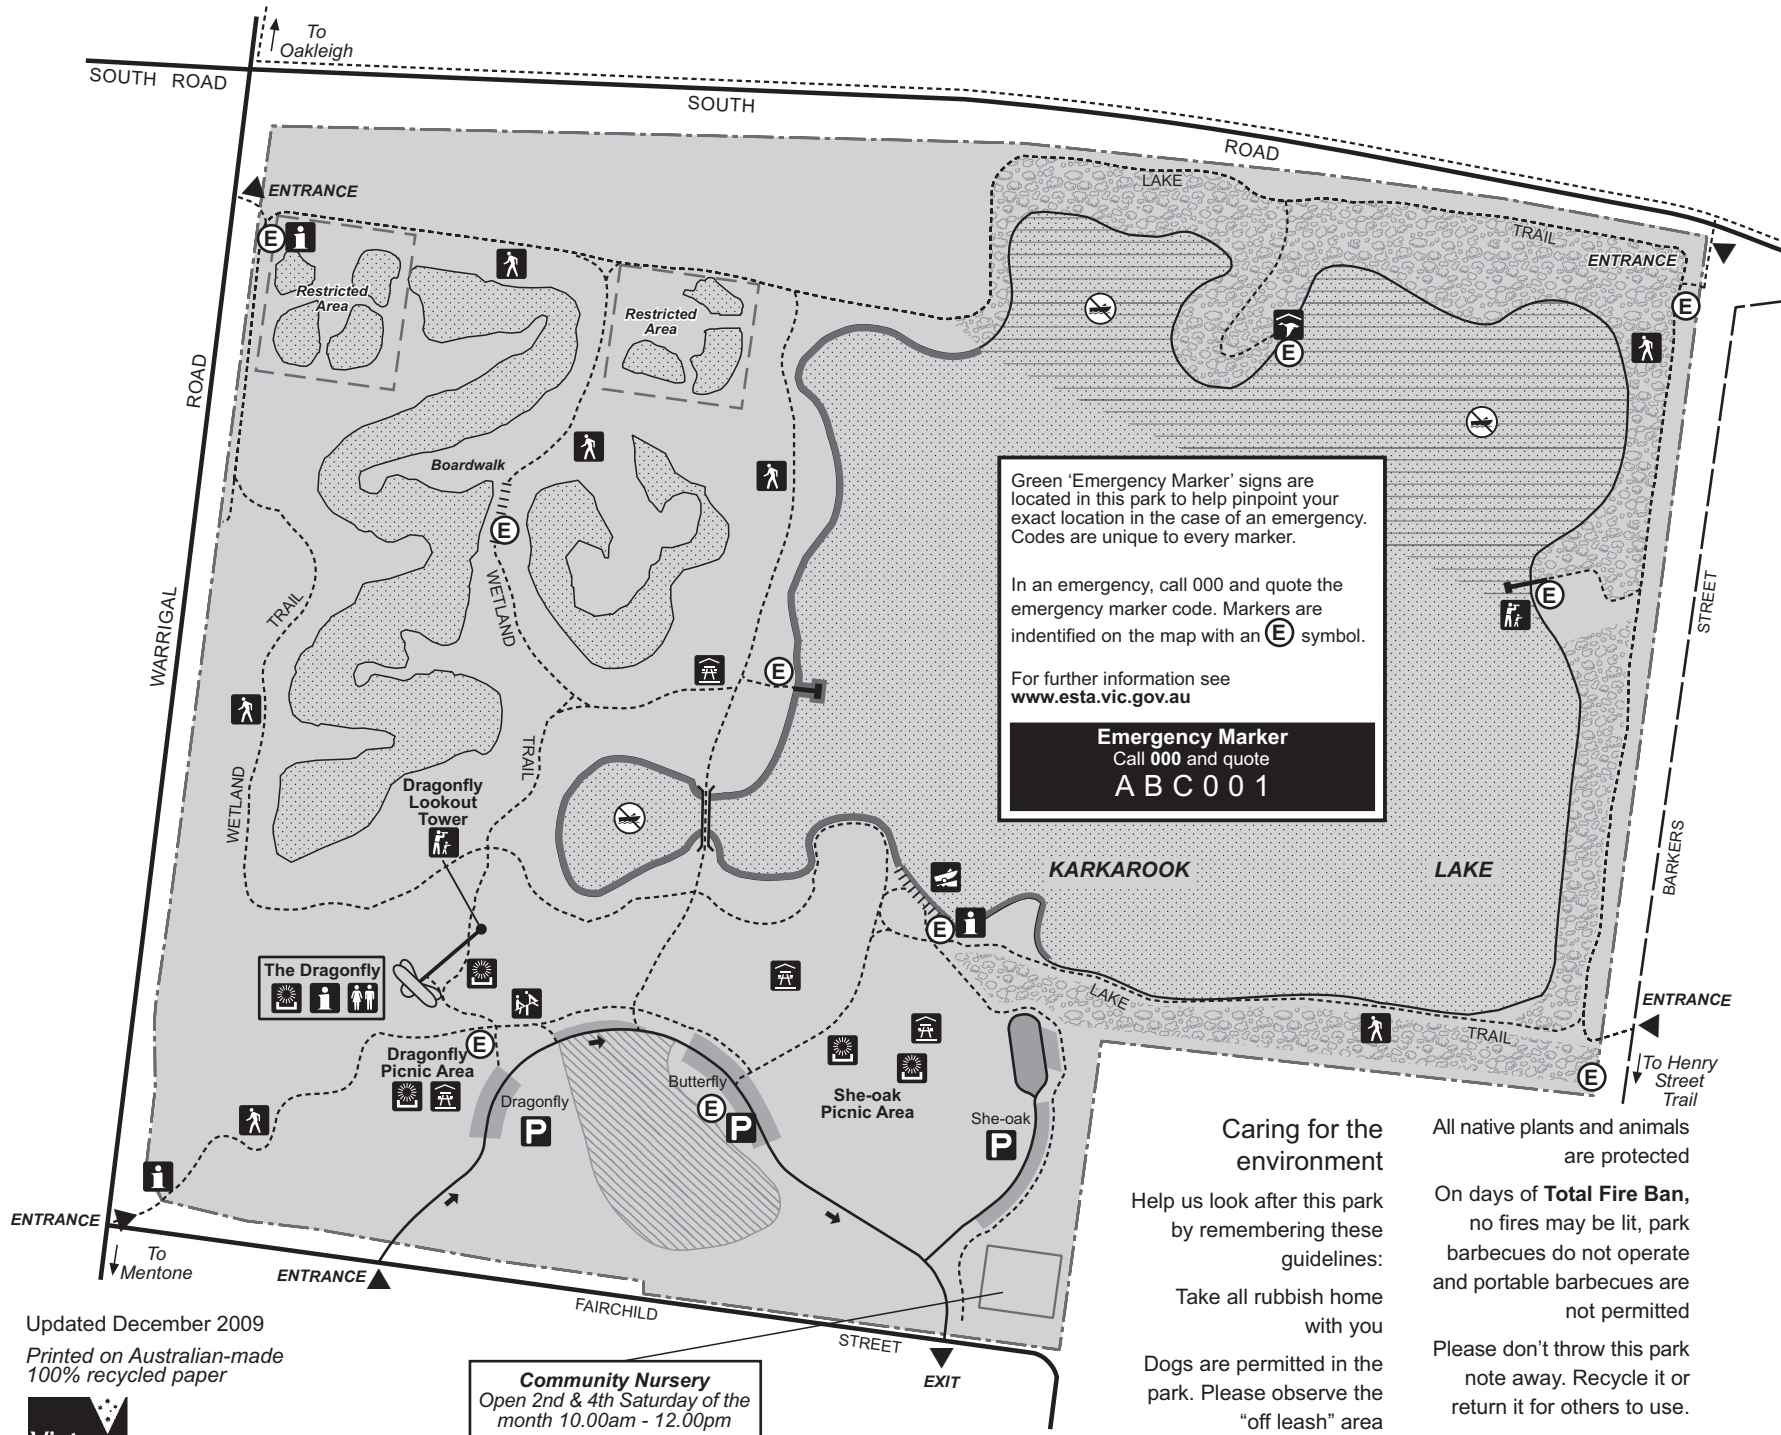 To
Oakleigh
SOUTH ROAD
SOUTH
ROAD
LAKE
TRAIL
ENTRANCE
ENTRANCE
E
i
E
Restricted
Area
Restricted
Area
E
ROAD
Boardwalk
E
WETLAND
TRAIL
WARRIGAL
Green ‘Emergency Marker’ signs are
located in this park to help pinpoint your
exact location in the case of an emergency.
Codes are unique to every marker.
In an emergency, call 000 and quote the
emergency marker code. Markers are
indentified on the map with an E symbol.
For further information see
www.esta.vic.gov.au
Emergency Marker
Call 000 and quote
ABC001
E
STREET
E
TRAIL
WETLAND
Dragonfly
Lookout
Tower
KARKAROOK
LAKE
BARKERS
E
i
The Dragonfly
i
LAKE
TRAIL
ENTRANCE
E
Dragonfly
Picnic Area
To Henry
Street
Trail
E
Butterfly
E
P
Dragonfly
P
She-oak
Picnic Area
She-oak
P
i
ENTRANCE
To
Mentone
ENTRANCE
FAIRCHILD
STREET
EXIT
Caring for the
environment
Help us look after this park
by remembering these
guidelines:
Take all rubbish home
with you
Dogs are permitted in the
park. Please observe the
“off leash” area
All native plants and animals
are protected
On days of Total Fire Ban,
no fires may be lit, park
barbecues do not operate
and portable barbecues are
not permitted
Please don’t throw this park
note away. Recycle it or
return it for others to use.
Updated December 2009
Printed on Australian-made
100% recycled paper
Community Nursery
Open 2nd & 4th Saturday of the
month 10.00am - 12.00pm